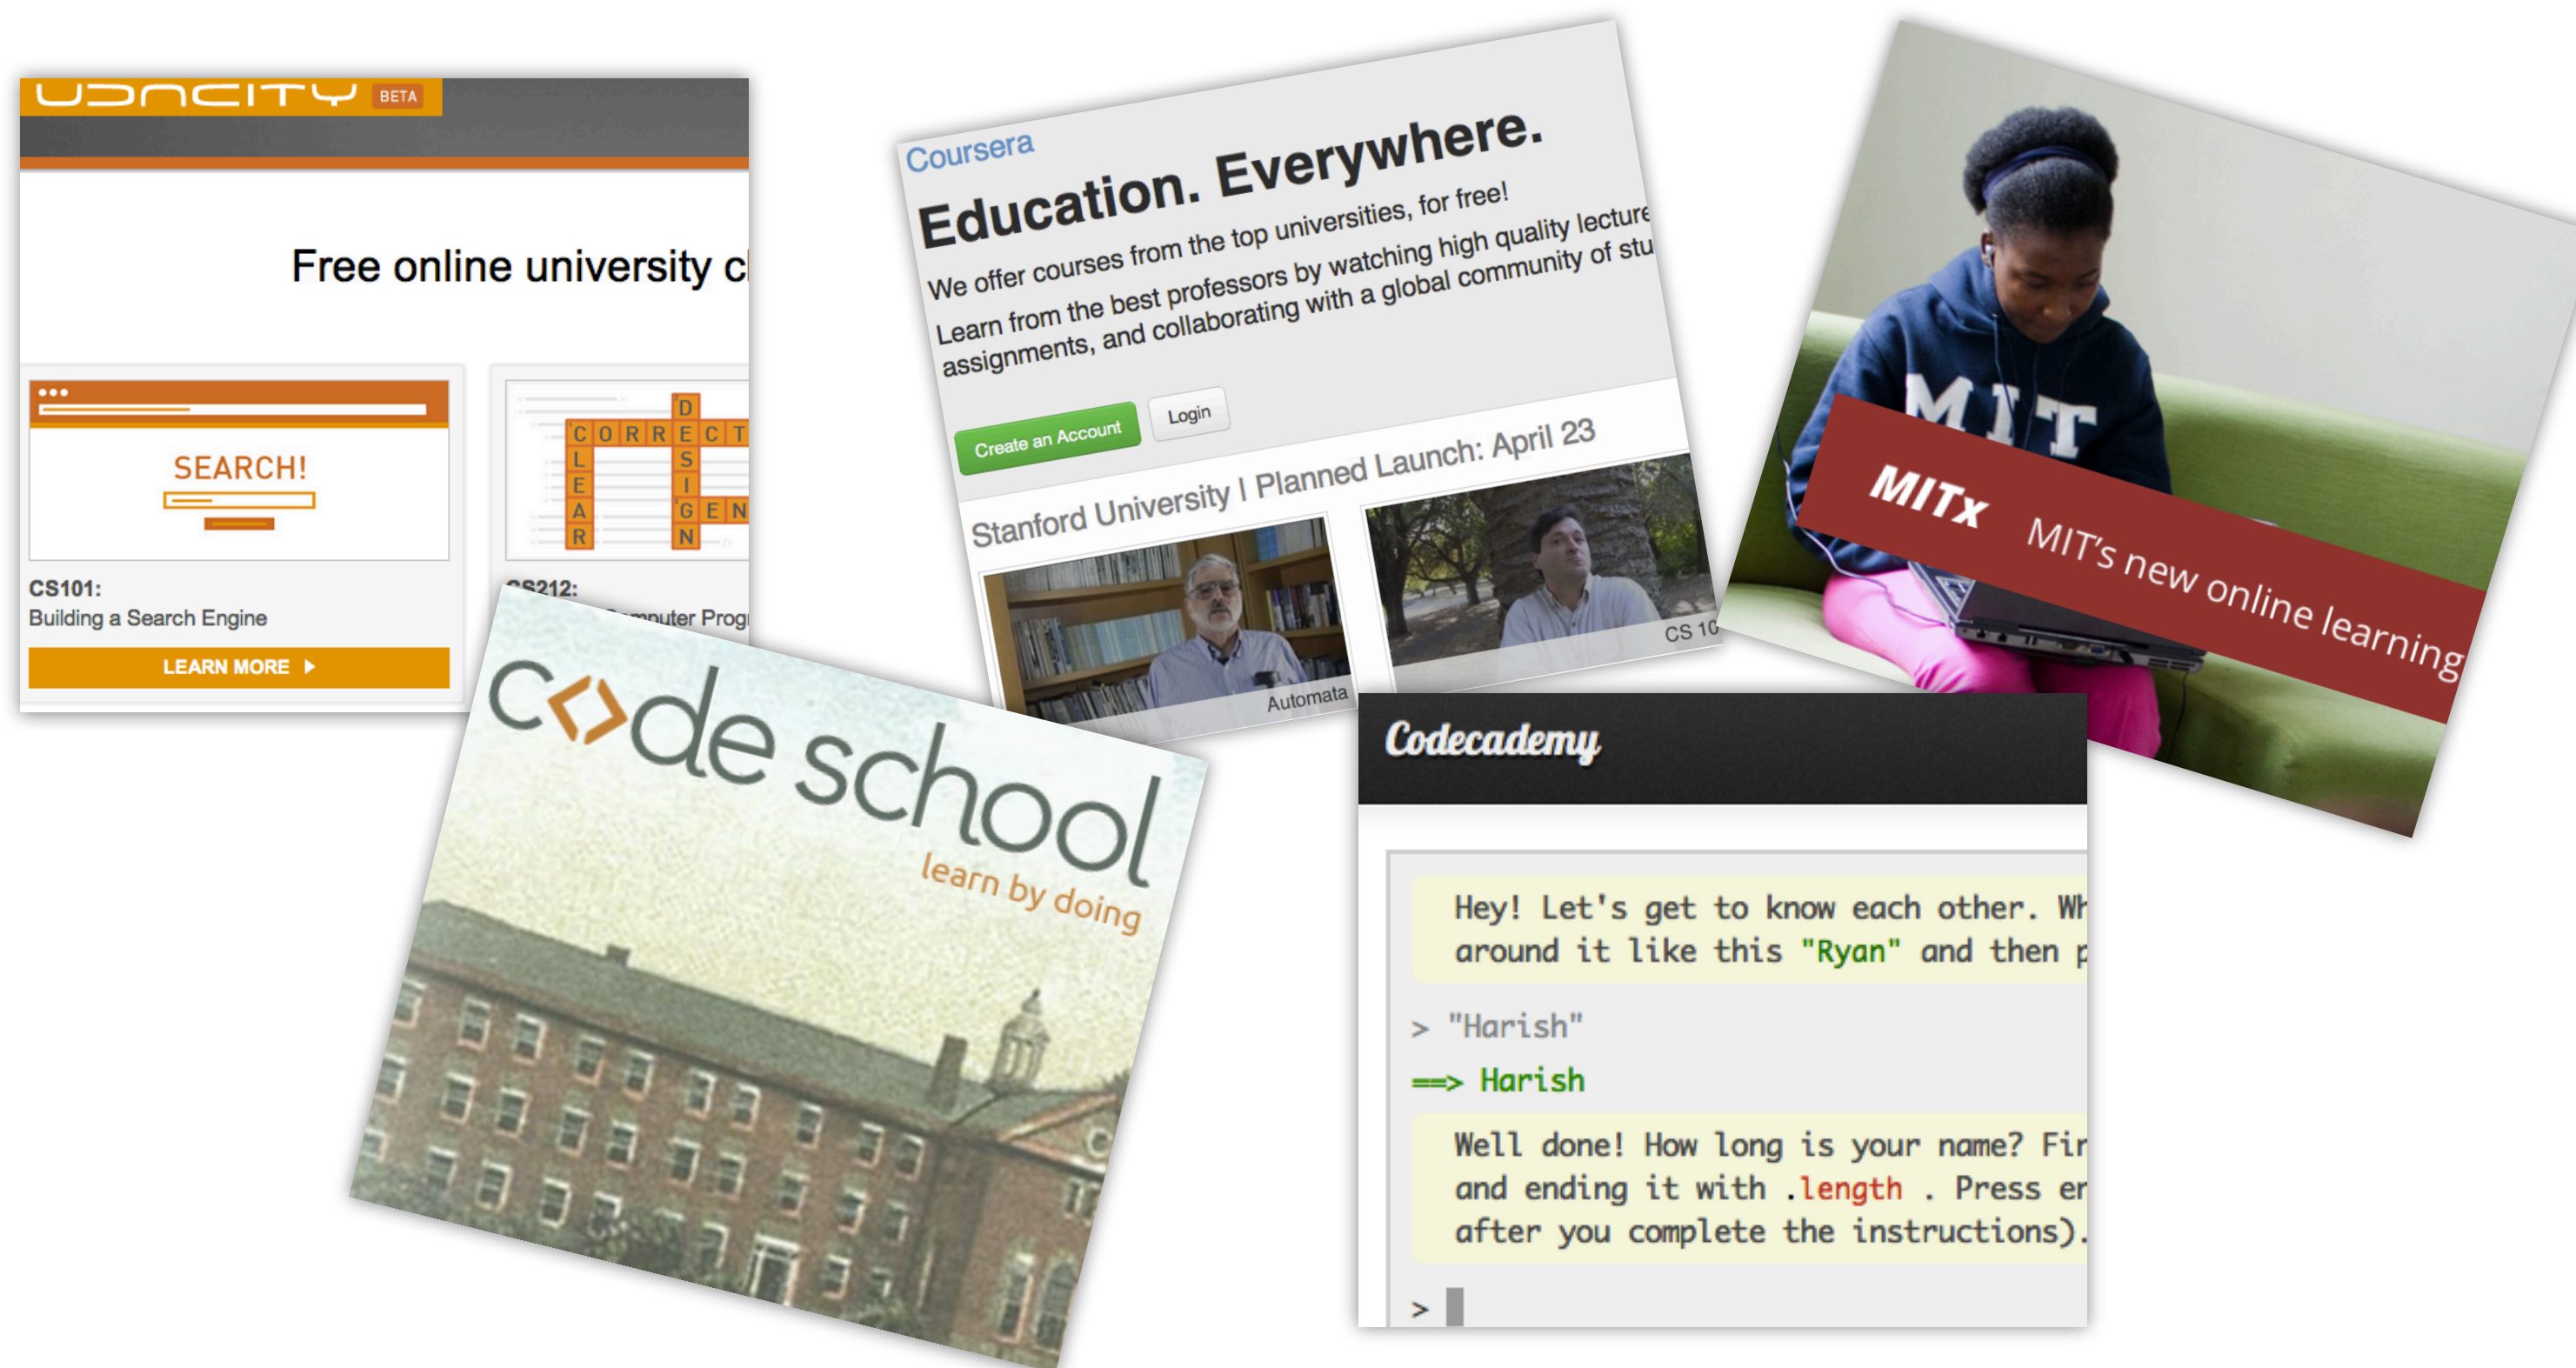 UDACITY BETA
Free online university cl
SEARCH!
D
CORRECT
L S
E I
A GEN
R N
CS101:
Building a Search Engine
LEARN MORE
CS212:
mputer Progr
Coursera
Education. Everywhere.
We offer courses from the top universities, for free!
Learn from the best professors by watching high quality lecture
assignments, and collaborating with a global community of stu
Create an Account
Login
Stanford University | Planned Launch: April 23
Automata
CS 10
MIT
MITx MIT's new online learning
code school
learn by doing
Codecademy
Hey! Let's get to know each other. Wh
around it like this "Ryan" and then p
> "Harish"
==> Harish
Well done! How long is your name? Fir
and ending it with .length . Press en
after you complete the instructions).
>